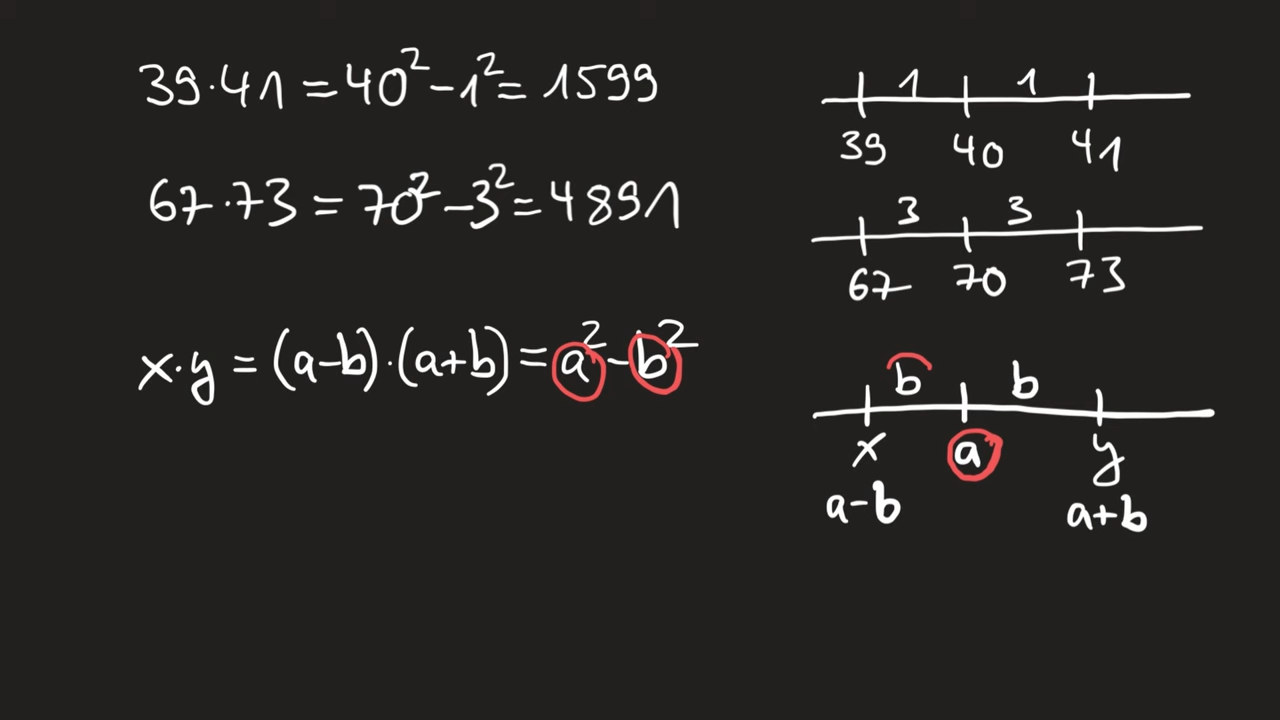 39·41 = 40² - 1² = 1599
67·73 = 70² - 3² = 4891
x·y = (a-b)·(a+b) = a² - b²
1 1
39 40 41
3 3
67 70 73
b b
x a y
a-b a+b